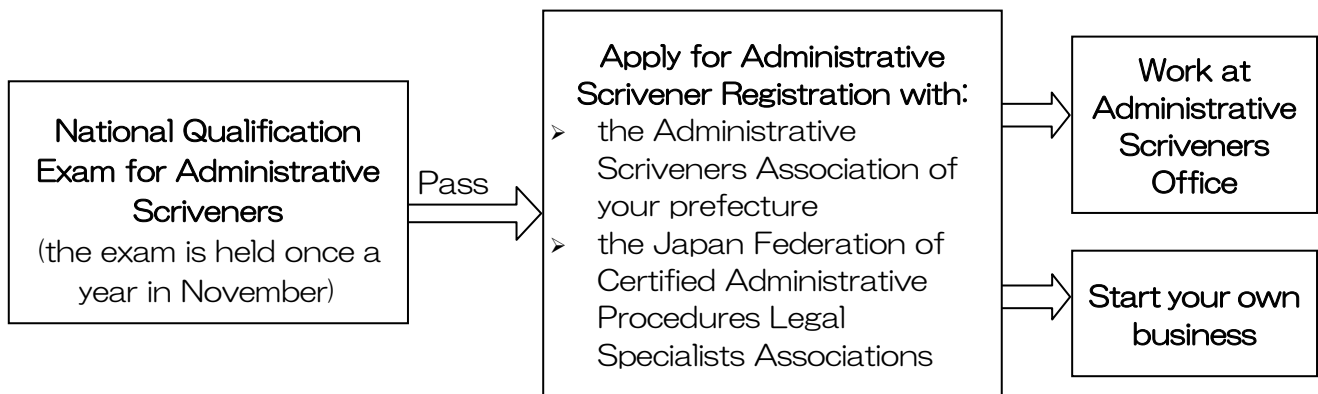 National Qualification
Exam for Administrative
Scriveners
(the exam is held once a
year in November)
Pass
Apply for Administrative
Scrivener Registration with:
➢ the Administrative
Scriveners Association of
your prefecture
➢ the Japan Federation of
Certified Administrative
Procedures Legal
Specialists Associations
Work at
Administrative
Scriveners
Office
Start your own
business